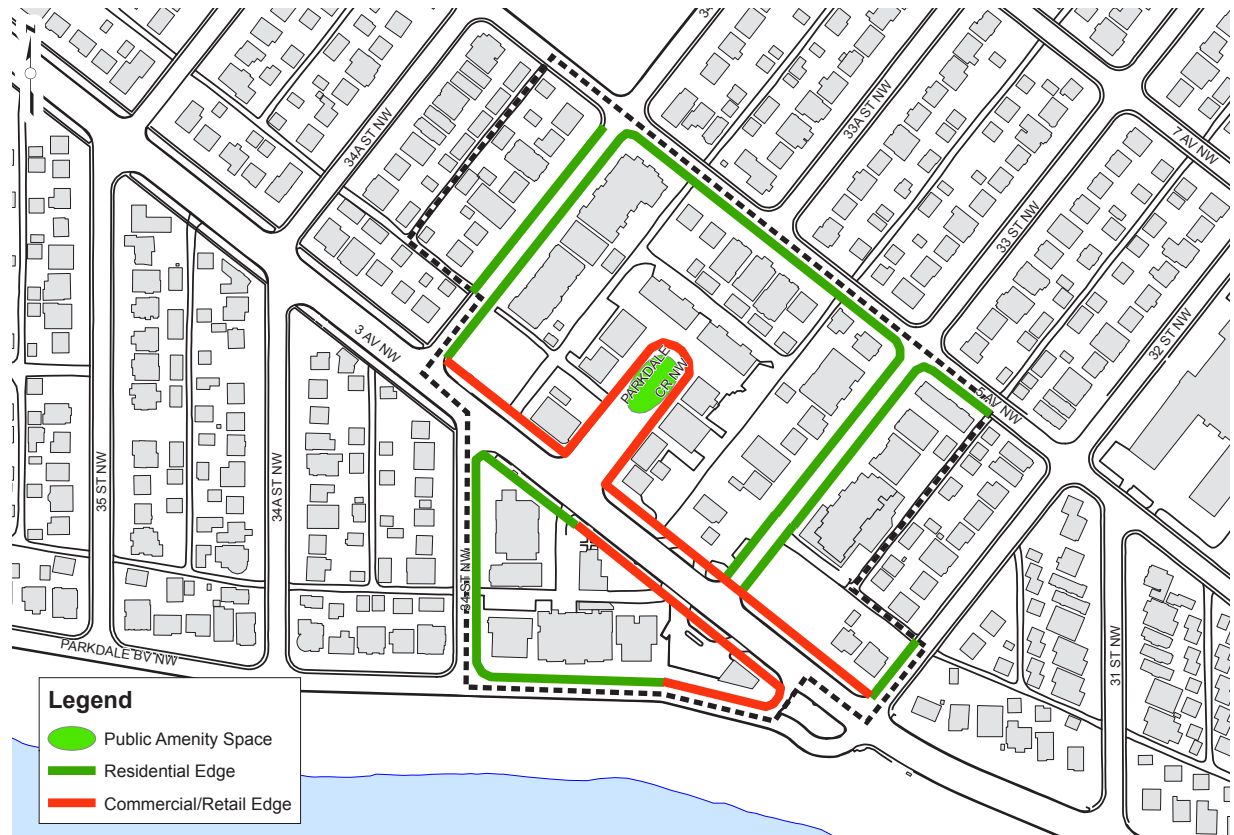 34A ST NW
33A ST NW
7 AV NW
33 ST NW
32 ST NW
3 AV NW
PARKDALE
CR NW
5 AV NW
35 ST NW
34A ST NW
34 ST NW
31 ST NW
PARKDALE BV NW
Legend
Public Amenity Space
Residential Edge
Commercial/Retail Edge